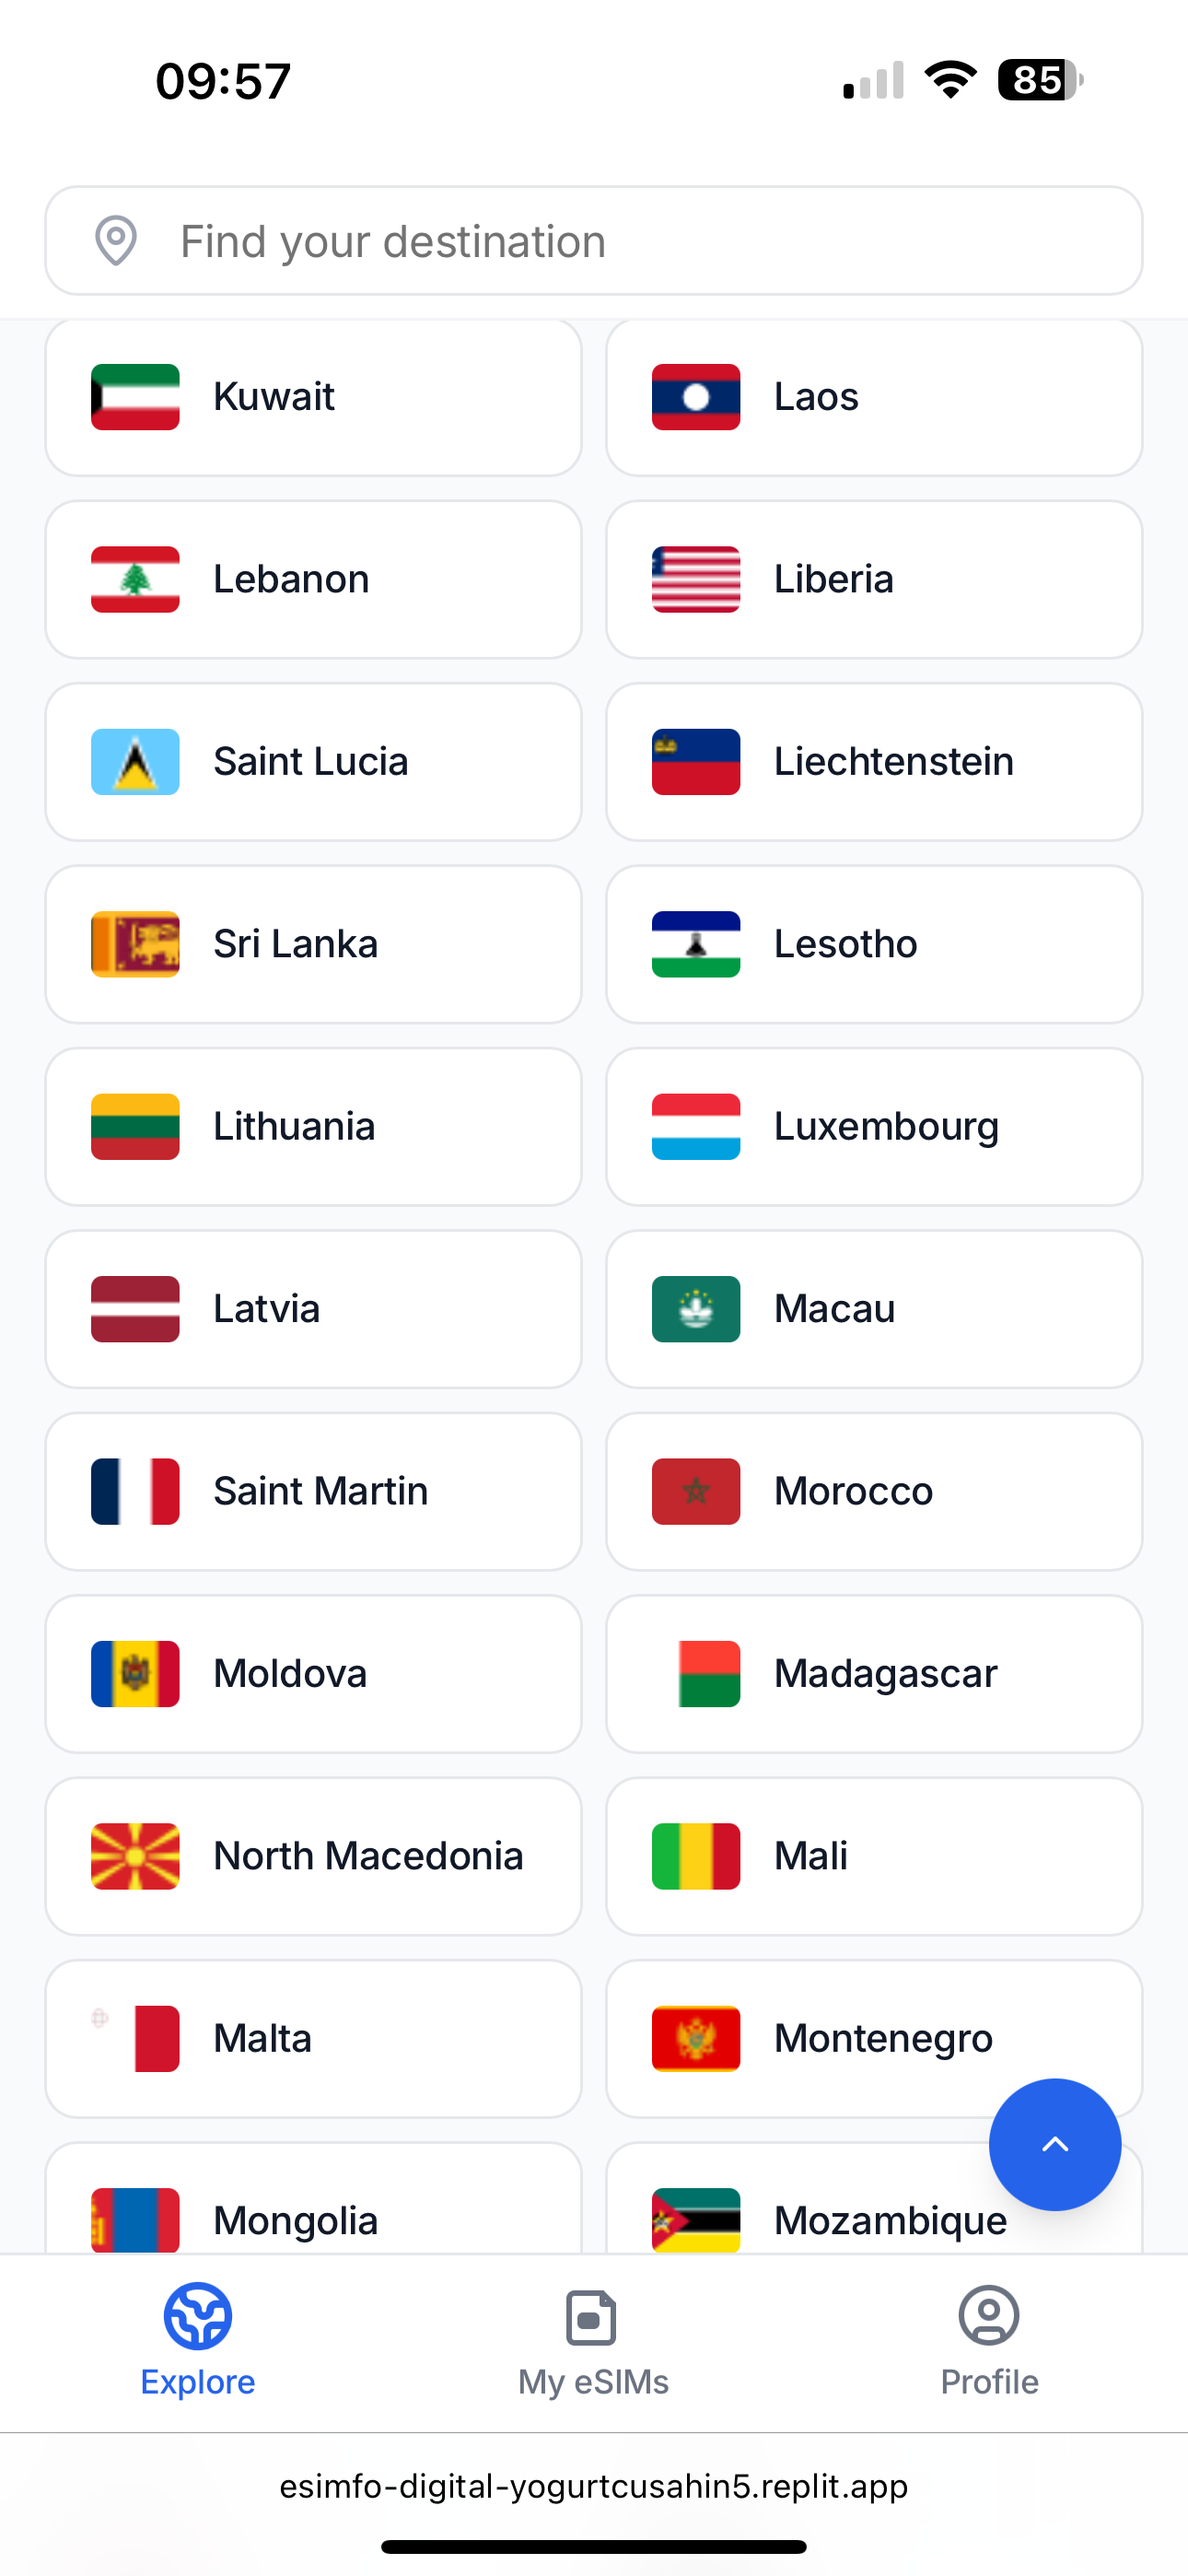 09:57
85
Find your destination
Kuwait
Laos
Lebanon
Liberia
Saint Lucia
Liechtenstein
Sri Lanka
Lesotho
Lithuania
Luxembourg
Latvia
Macau
Saint Martin
Morocco
Moldova
Madagascar
North Macedonia
Mali
Malta
Montenegro
Mongolia
Mozambique
Explore
My eSIMs
Profile
esimfo-digital-yogurtcusahin5.replit.app